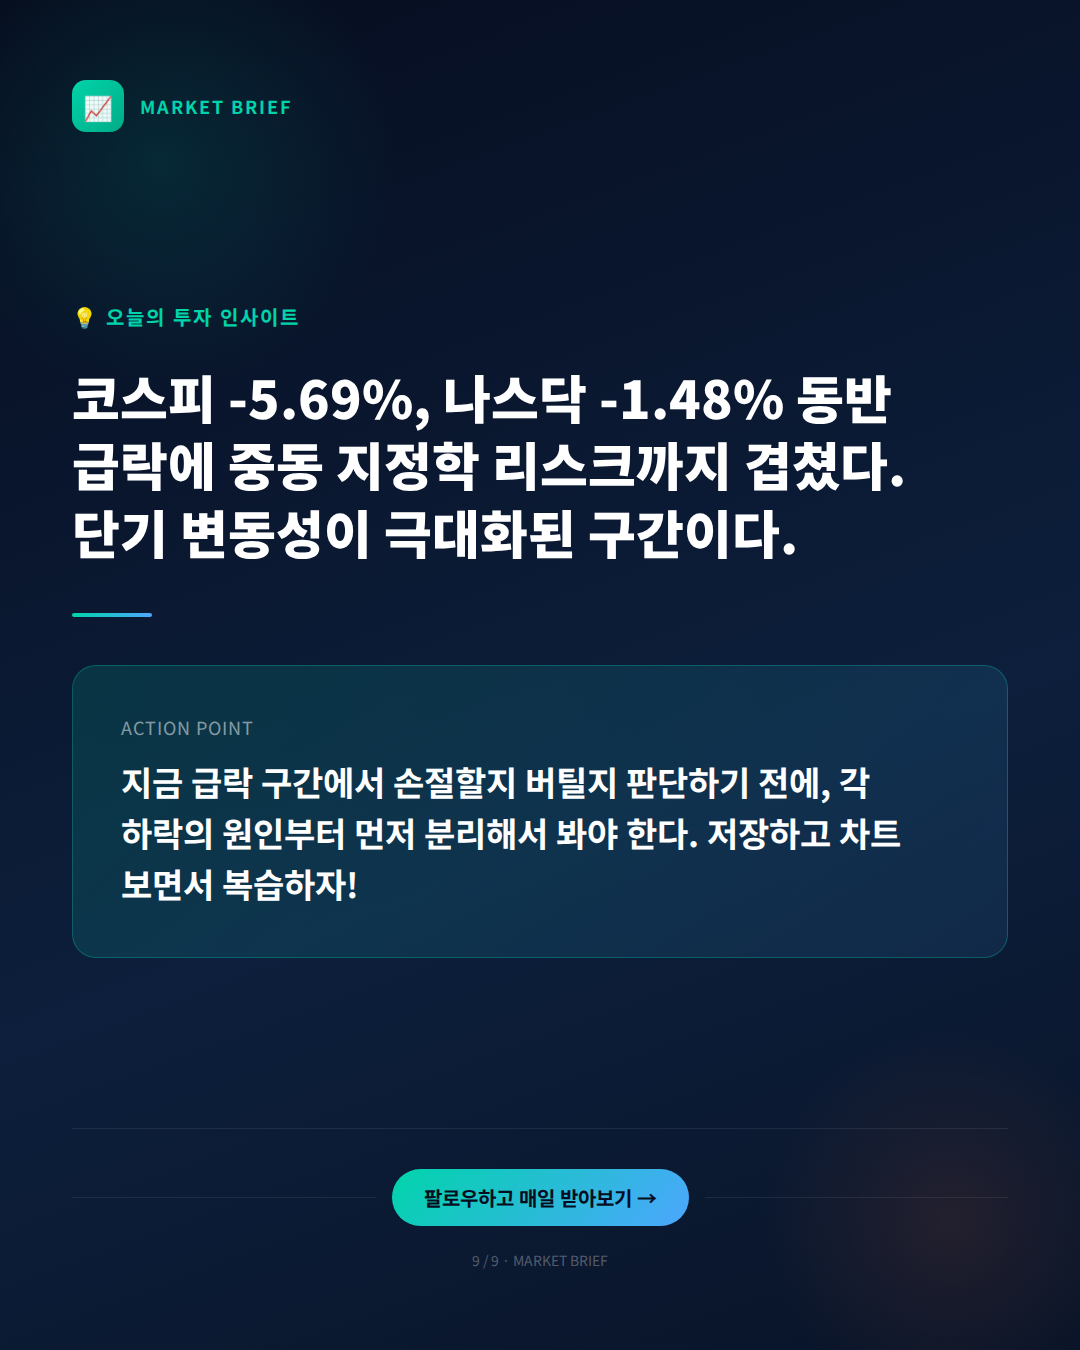 MARKET BRIEF
💡 오늘의 투자 인사이트
코스피 -5.69%, 나스닥 -1.48% 동반
급락에 중동 지정학 리스크까지 겹쳤다.
단기 변동성이 극대화된 구간이다.
ACTION POINT
지금 급락 구간에서 손절할지 버틸지 판단하기 전에, 각
하락의 원인부터 먼저 분리해서 봐야 한다. 저장하고 차트
보면서 복습하자!
팔로우하고 매일 받아보기 →
9 / 9 · MARKET BRIEF